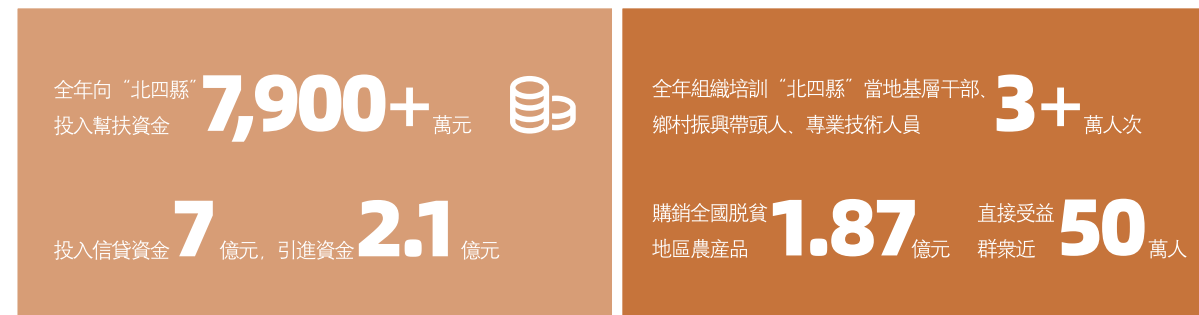 全年向“北四縣”
投入幫扶資金 7,900+ 萬元
投入信貸資金 7 億元，引進資金 2.1 億元
全年組織培訓“北四縣”當地基層干部、
鄉村振興帶頭人、專業技術人員 3+ 萬人次
購銷全國脱貧
地區農産品 1.87 億元
直接受益
群衆近 50 萬人